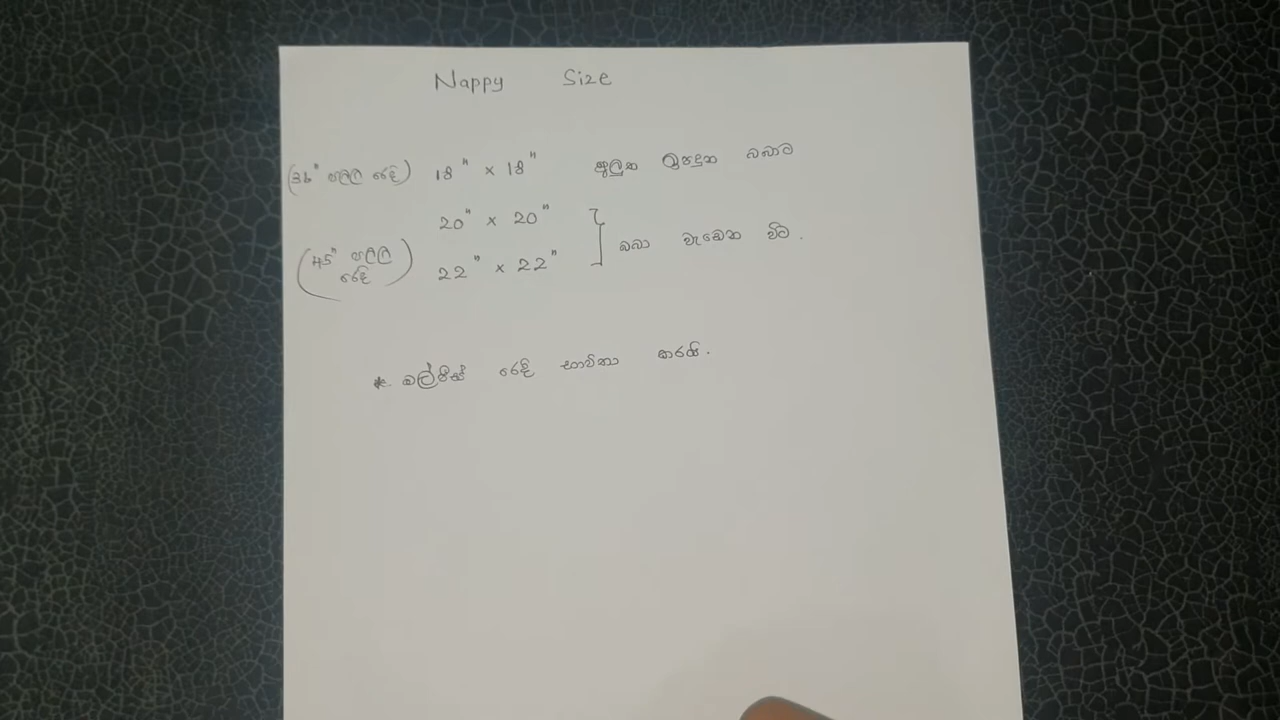 Nappy Size
(36" පළල රෙදි) 18" × 18" අලුත ඉපදුන බබාට
20" × 20"
(45" පළල රෙදි) 22" × 22" බබා වැඩෙන විට.
* බල්පීස් රෙදි භාවිතා කරයි.